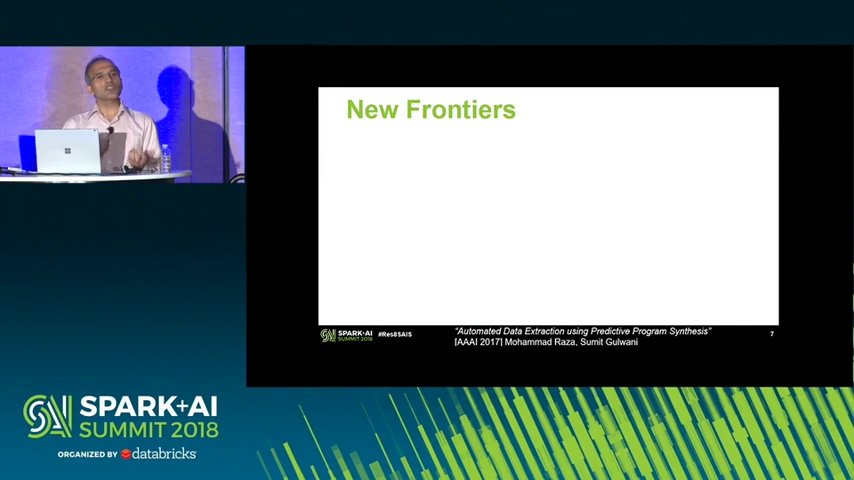 New Frontiers
SPARK+AI
SUMMIT 2018
#Res8SAIS
"Automated Data Extraction using Predictive Program Synthesis"
[AAAI 2017] Mohammad Raza, Sumit Gulwani
7
SPARK+AI
SUMMIT 2018
ORGANIZED BY databricks